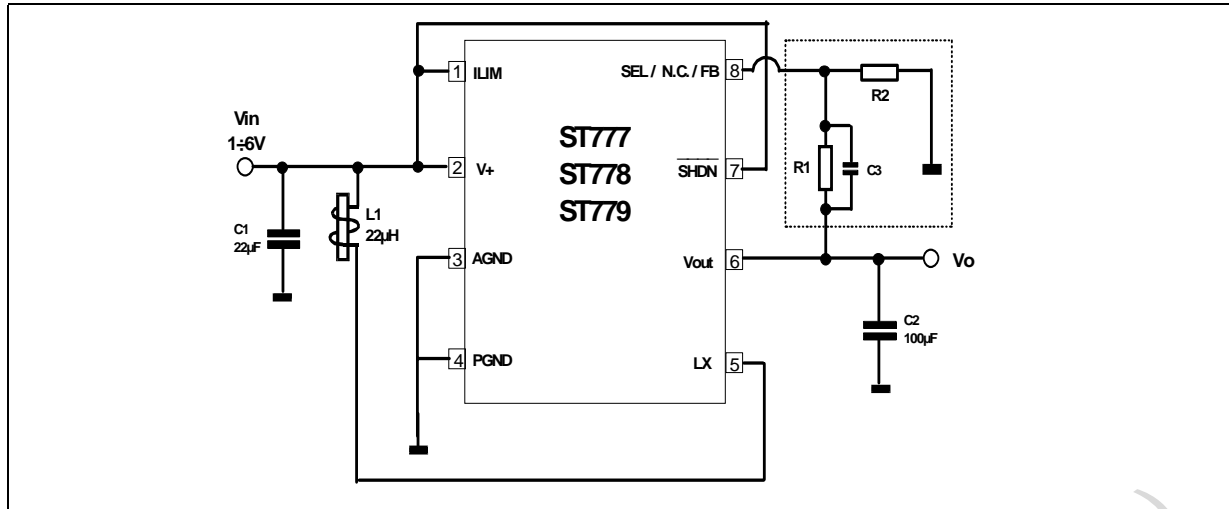 1 ILIM
SEL / N.C. / FB 8
R2
Vin
1÷6V
ST777
ST778
ST779
2 V+
SHDN 7
R1
C3
L1
22µH
C1
22µF
3 AGND
Vout 6
Vo
C2
100µF
4 PGND
LX 5